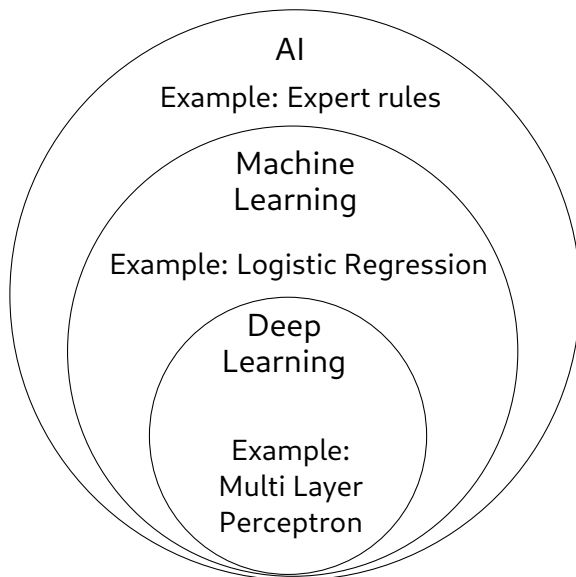 AI
Example: Expert rules
Machine
Learning
Example: Logistic Regression
Deep
Learning
Example:
Multi Layer
Perceptron